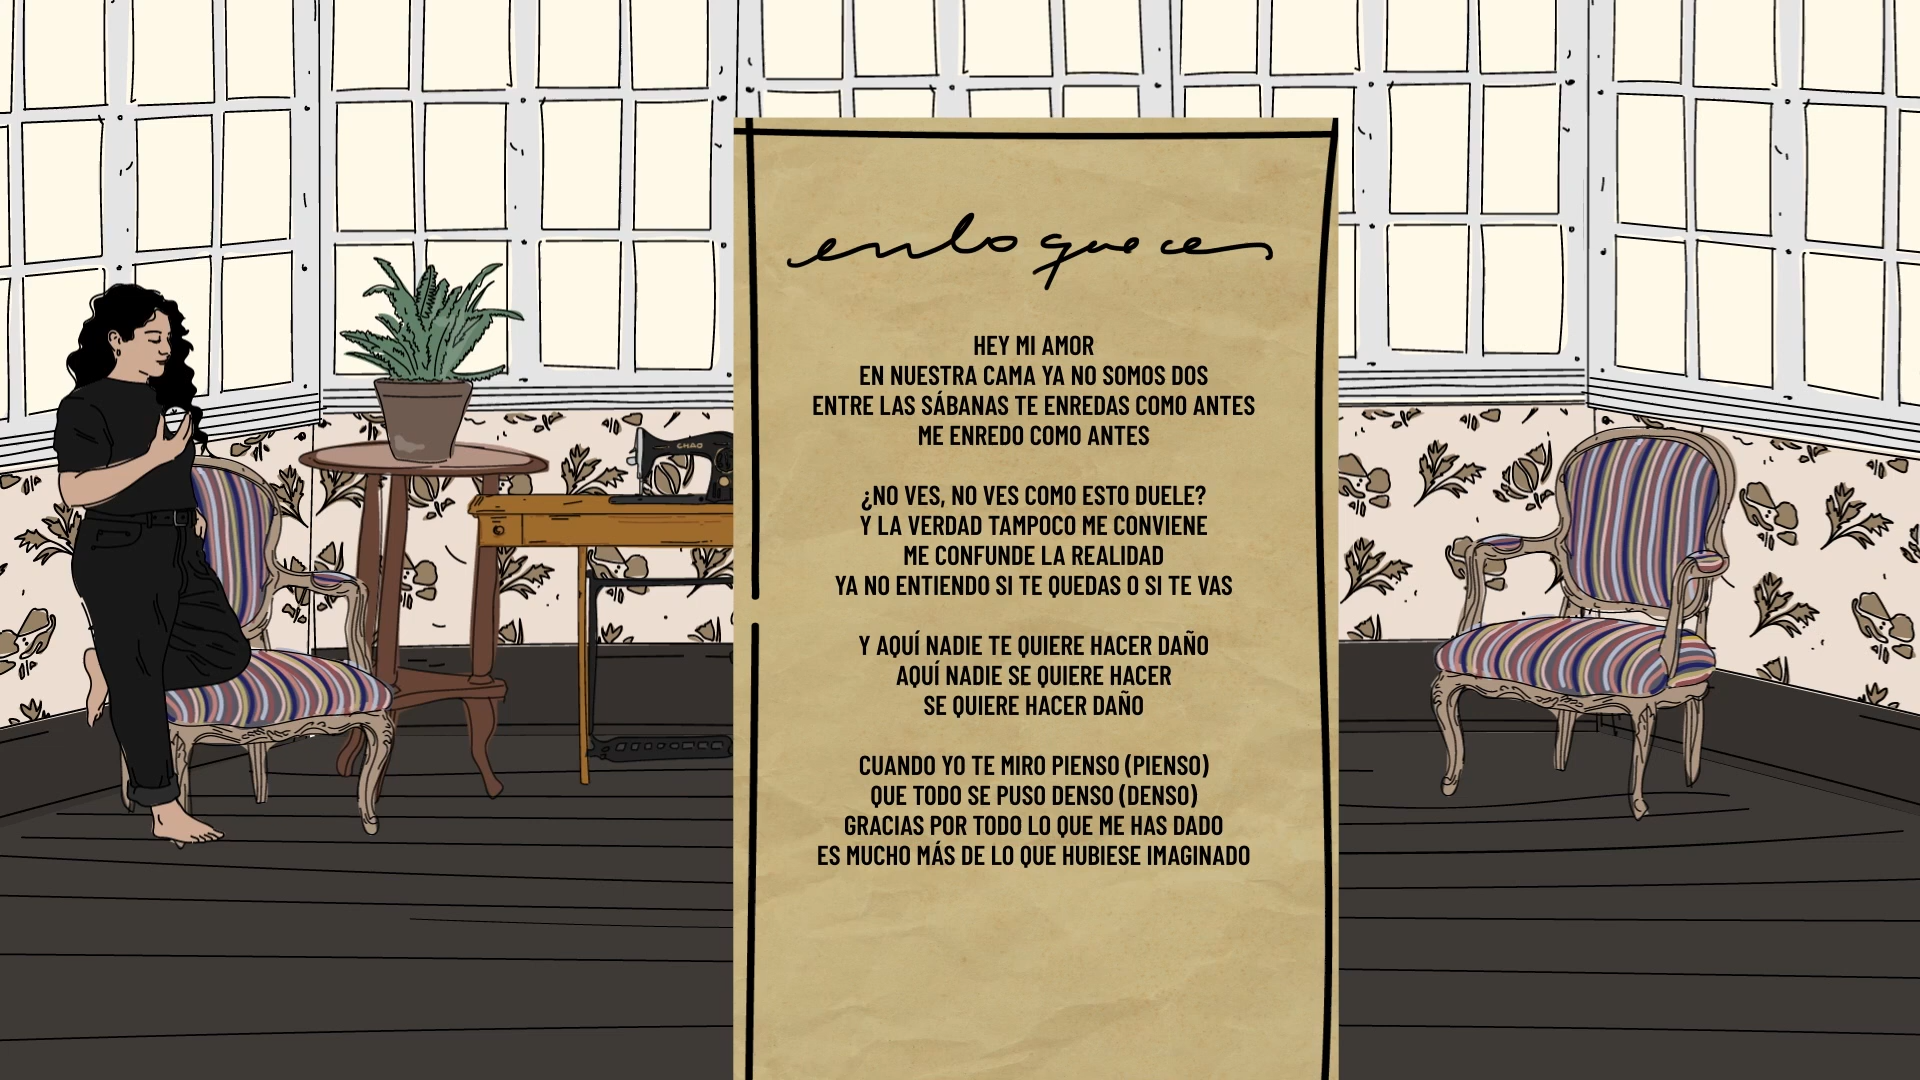 enloquecer
HEY MI AMOR
EN NUESTRA CAMA YA NO SOMOS DOS
ENTRE LAS SÁBANAS TE ENREDAS COMO ANTES
ME ENREDO COMO ANTES
¿NO VES, NO VES COMO ESTO DUELE?
Y LA VERDAD TAMPOCO ME CONVIENE
ME CONFUNDE LA REALIDAD
YA NO ENTIENDO SI TE QUEDAS O SI TE VAS
Y AQUÍ NADIE TE QUIERE HACER DAÑO
AQUÍ NADIE SE QUIERE HACER
SE QUIERE HACER DAÑO
CUANDO YO TE MIRO PIENSO (PIENSO)
QUE TODO SE PUSO DENSO (DENSO)
GRACIAS POR TODO LO QUE ME HAS DADO
ES MUCHO MÁS DE LO QUE HUBIESE IMAGINADO
CHAO